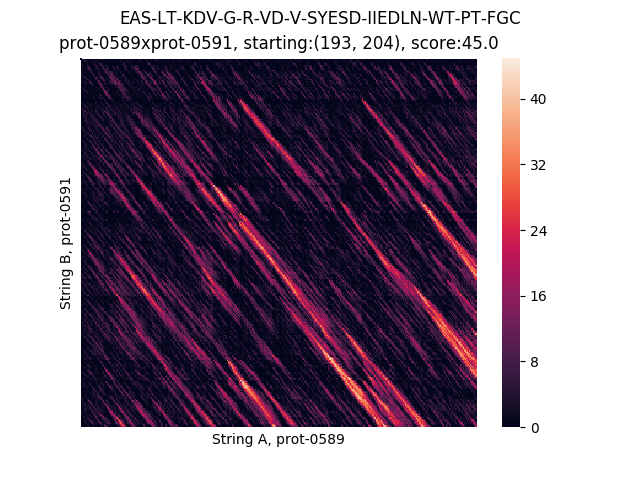 EAS-LT-KDV-G-R-VD-V-SYESD-IIEDLN-WT-PT-FGC
prot-0589xprot-0591, starting:(193, 204), score:45.0
String B, prot-0591
40
32
24
16
8
0
String A, prot-0589